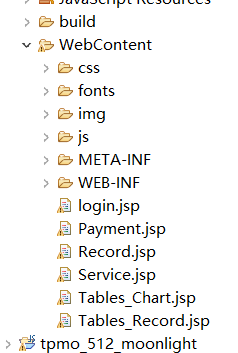 JavaScript Resources
build
WebContent
css
fonts
img
js
META-INF
WEB-INF
login.jsp
Payment.jsp
Record.jsp
Service.jsp
Tables_Chart.jsp
Tables_Record.jsp
tpmo_512_moonlight